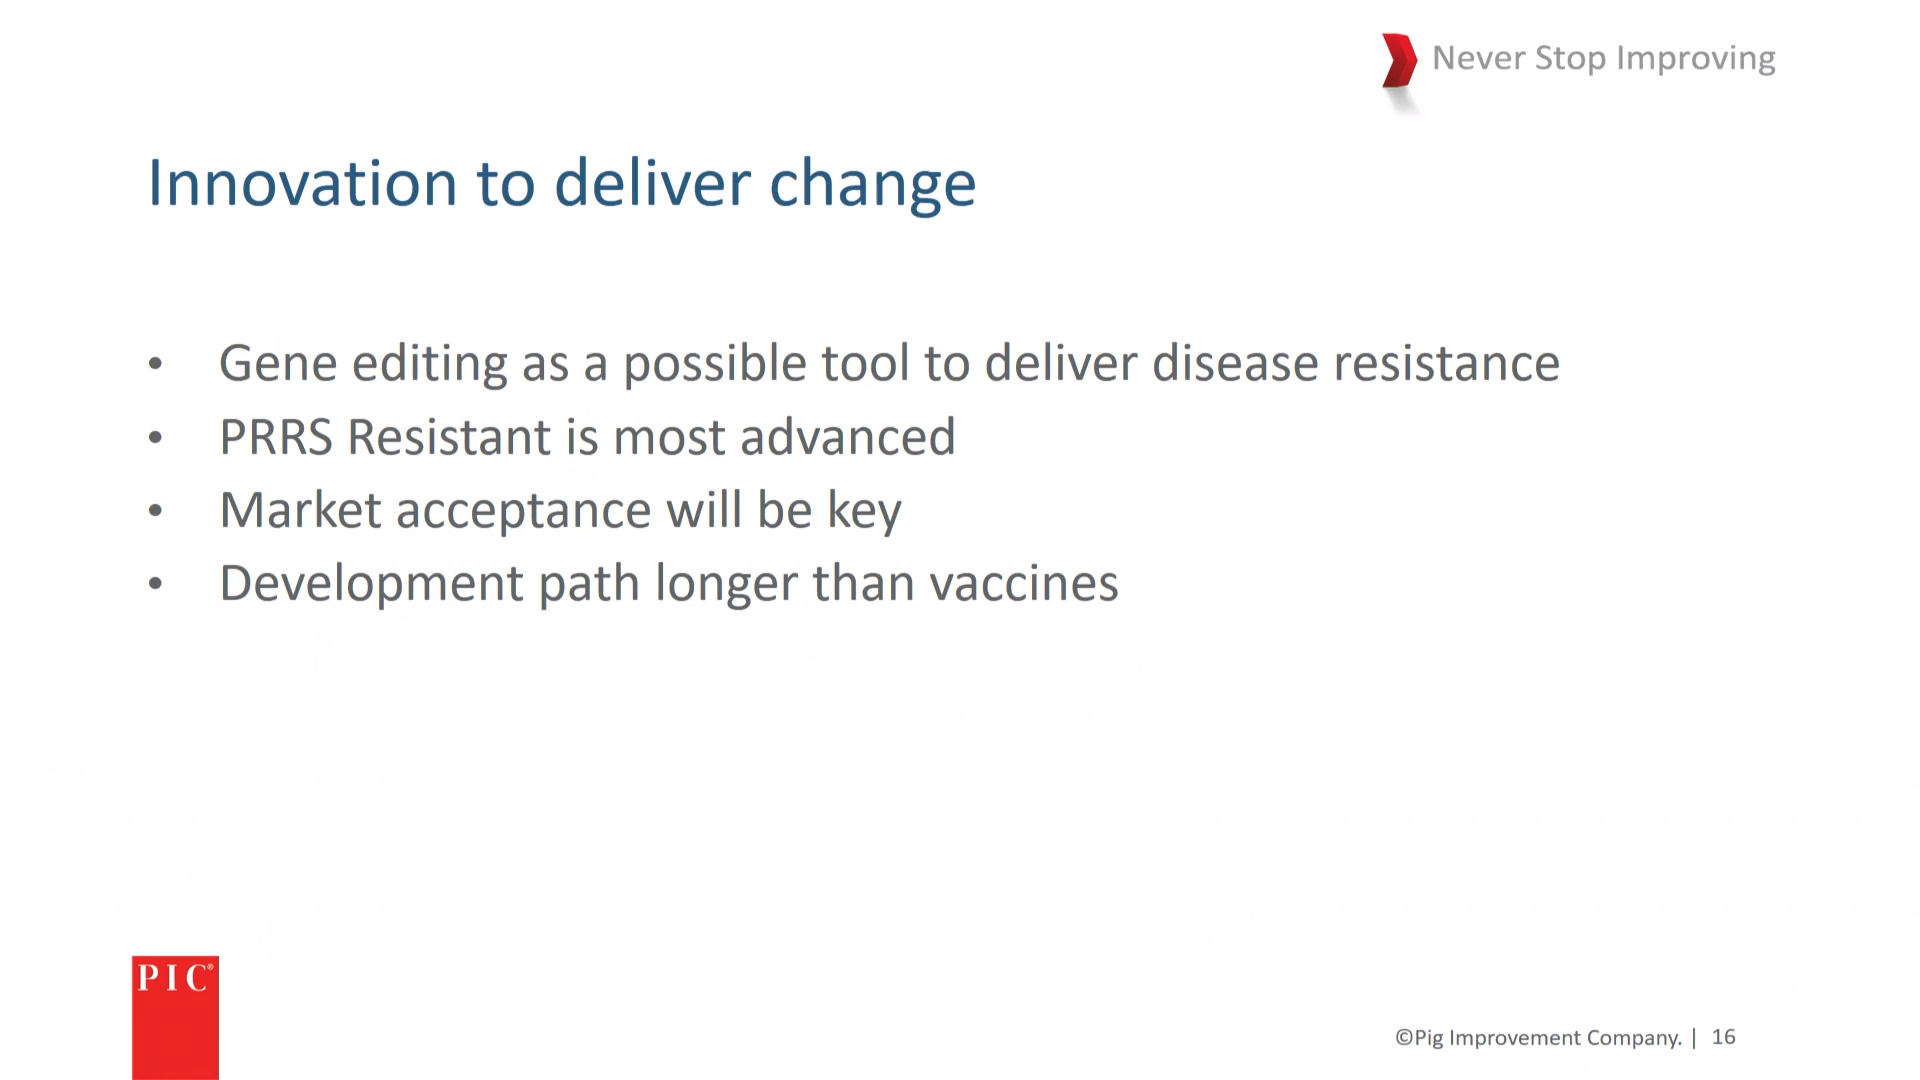 Never Stop Improving
Innovation to deliver change
• Gene editing as a possible tool to deliver disease resistance
• PRRS Resistant is most advanced
• Market acceptance will be key
• Development path longer than vaccines
PIC®
©Pig Improvement Company. | 16